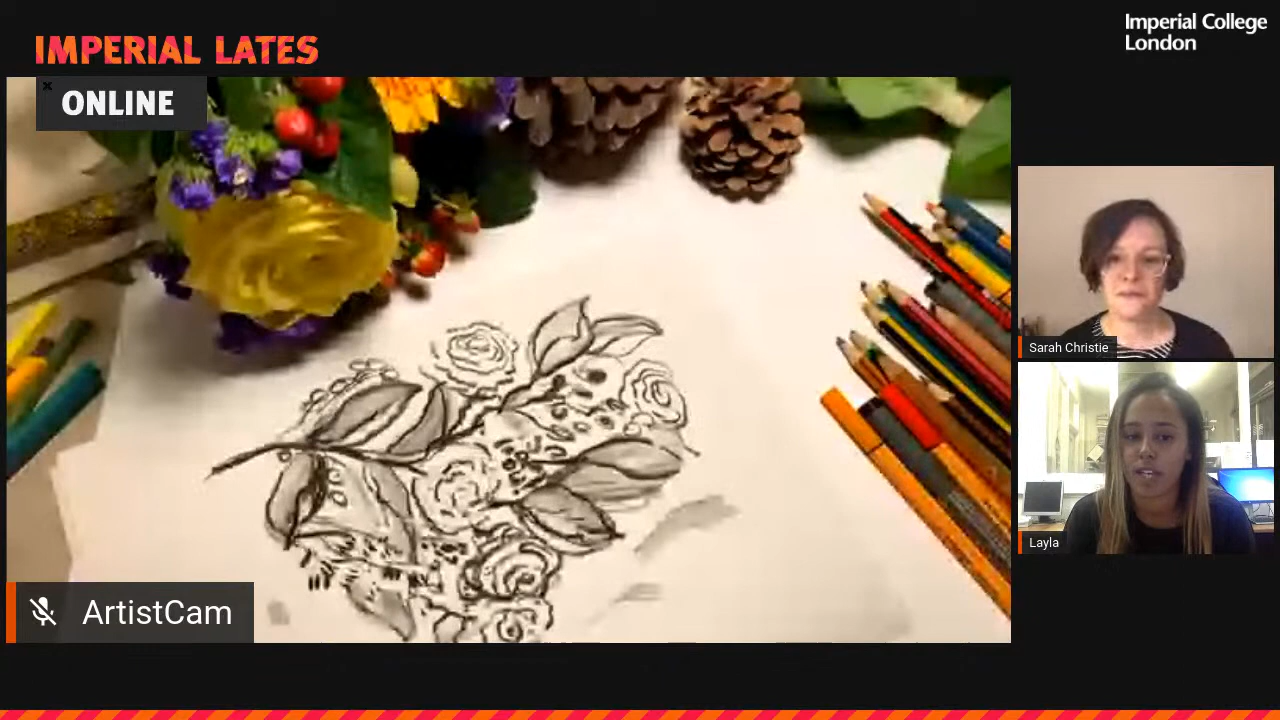 IMPERIAL LATES
ONLINE
Imperial College
London
Sarah Christie
Layla
ArtistCam